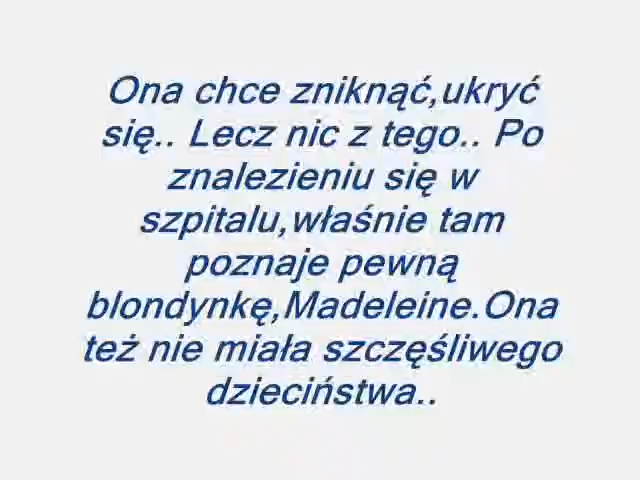 Ona chce zniknąć,ukryć
się.. Lecz nic z tego.. Po
znalezieniu się w
szpitalu,właśnie tam
poznaje pewną
blondynkę,Madeleine.Ona
też nie miała szczęśliwego
dzieciństwa..